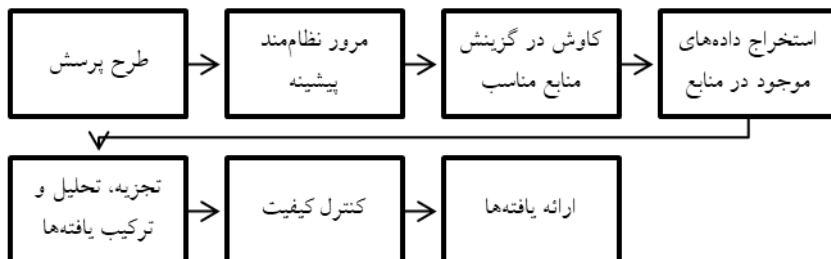 طرح پرسش
مرور نظام‌مند
پیشینه
کاوش در گزینش
منابع مناسب
استخراج داده‌های
موجود در منابع
تجزیه، تحلیل و
ترکیب یافته‌ها
کنترل کیفیت
ارائه یافته‌ها